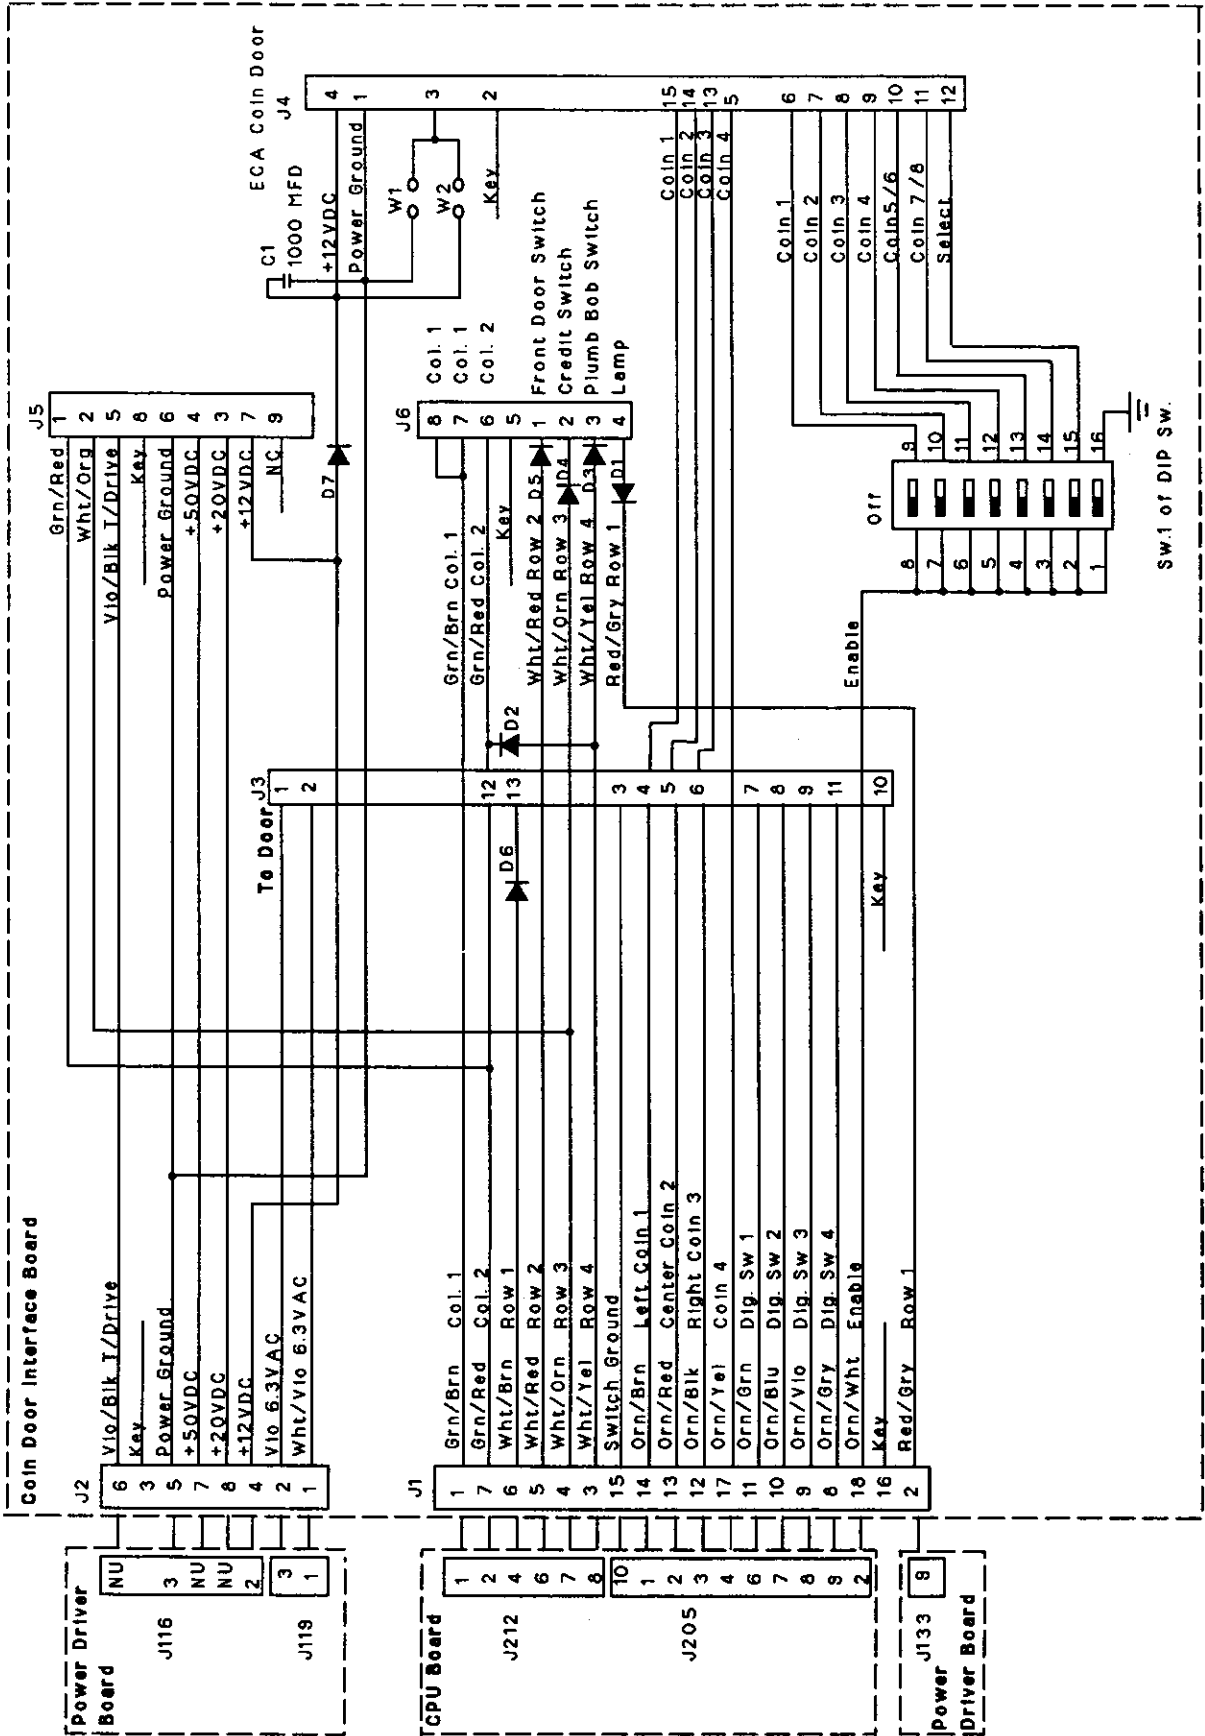 Coin Door Interface Board
Power Driver
Board
J116
NU
3
NU
NU
2
J119
3
1
CPU Board
J212
1
2
4
6
7
8
J205
10
1
2
3
4
6
7
8
9
2
J133
9
Power
Driver Board
J2
6 Vio/Blk T/Drive
3 Key
5 Power Ground
7 +50VDC
8 +20VDC
4 +12VDC
2 Vio 6.3VAC
1 Wht/Vio 6.3VAC
J1
1 Grn/Brn Col. 1
7 Grn/Red Col. 2
6 Wht/Brn Row 1
5 Wht/Red Row 2
4 Wht/Orn Row 3
3 Wht/Yel Row 4
15 Switch Ground
14 Orn/Brn Left Coin 1
13 Orn/Red Center Coin 2
12 Orn/Blk Right Coin 3
17 Orn/Yel Coin 4
11 Orn/Grn Dig. Sw 1
10 Orn/Blu Dig. Sw 2
9 Orn/Vio Dig. Sw 3
8 Orn/Gry Dig. Sw 4
18 Orn/Wht Enable
16 Key
2 Red/Gry Row 1
To Door
J3
1
2
12
13
3
4
5
6
7
8
9
11
10
Key
D6
D2
J5
Grn/Red 1
Wht/Org 2
Vio/Blk T/Drive 5
Key 8
Power Ground 6
+50VDC 4
+20VDC 3
+12VDC 7
NC 9
D7
J6
8 Col. 1
7 Col. 1
6 Col. 2
5
1 Front Door Switch
2 Credit Switch
3 Plumb Bob Switch
4 Lamp
Grn/Brn Col. 1
Grn/Red Col. 2
Key
Wht/Red Row 2 D5
Wht/Orn Row 3 D4
Wht/Yel Row 4 D3
Red/Gry Row 1 D1
C1
1000 MFD
ECA Coin Door
J4
+12VDC 4
Power Ground 1
W1
W2
3
Key 2
Coin 1 15
Coin 2 14
Coin 3 13
Coin 4 5
Coin 1 6
Coin 2 7
Coin 3 8
Coin 4 9
Coin5/6 10
Coin 7/8 11
Select 12
Enable
Off
8 9
7 10
6 11
5 12
4 13
3 14
2 15
1 16
Sw.1 of DIP Sw.